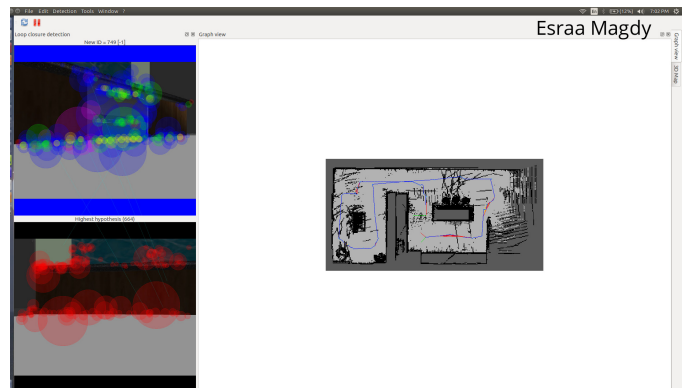 File Edit Detection Tools Window ?
(12%) 7:02 PM
Esraa Magdy
Loop closure detection
Graph view
New ID = 749 [-1]
Highest hypothesis (664)
Graph view
3D Map